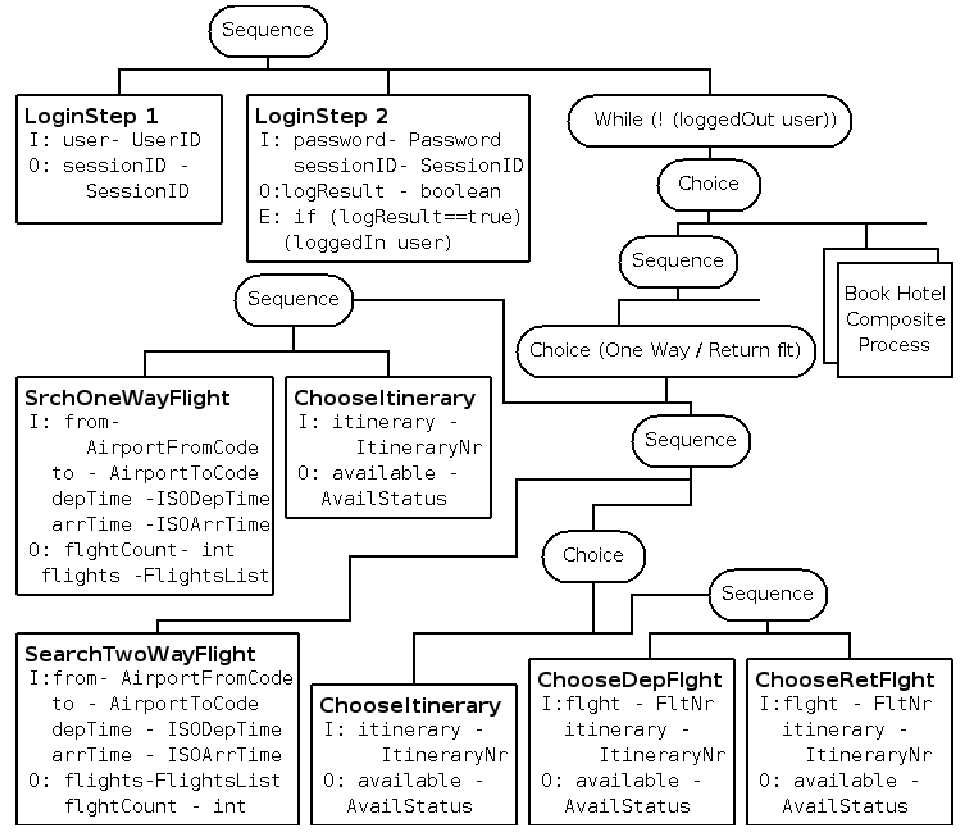 Sequence
LoginStep 1
I: user- UserID
O: sessionID -
SessionID
LoginStep 2
I: password- Password
sessionID- SessionID
O:logResult - boolean
E: if (logResult==true)
(loggedIn user)
While (! (loggedOut user))
Choice
Sequence
Book Hotel
Composite
Process
Sequence
Choice (One Way / Return flt)
SrchOneWayFlight
I: from-
AirportFromCode
to - AirportToCode
depTime -ISODepTime
arrTime -ISOArrTime
O: flghtCount- int
flights -FlightsList
ChooseItinerary
I: itinerary -
ItineraryNr
O: available -
AvailStatus
Sequence
Choice
Sequence
SearchTwoWayFlight
I:from- AirportFromCode
to - AirportToCode
depTime - ISODepTime
arrTime - ISOArrTime
O: flights-FlightsList
flghtCount - int
ChooseItinerary
I: itinerary -
ItineraryNr
O: available -
AvailStatus
ChooseDepFlght
I:flght - FltNr
itinerary -
ItineraryNr
O: available -
AvailStatus
ChooseRetFlght
I:flght - FltNr
itinerary -
ItineraryNr
O: available -
AvailStatus